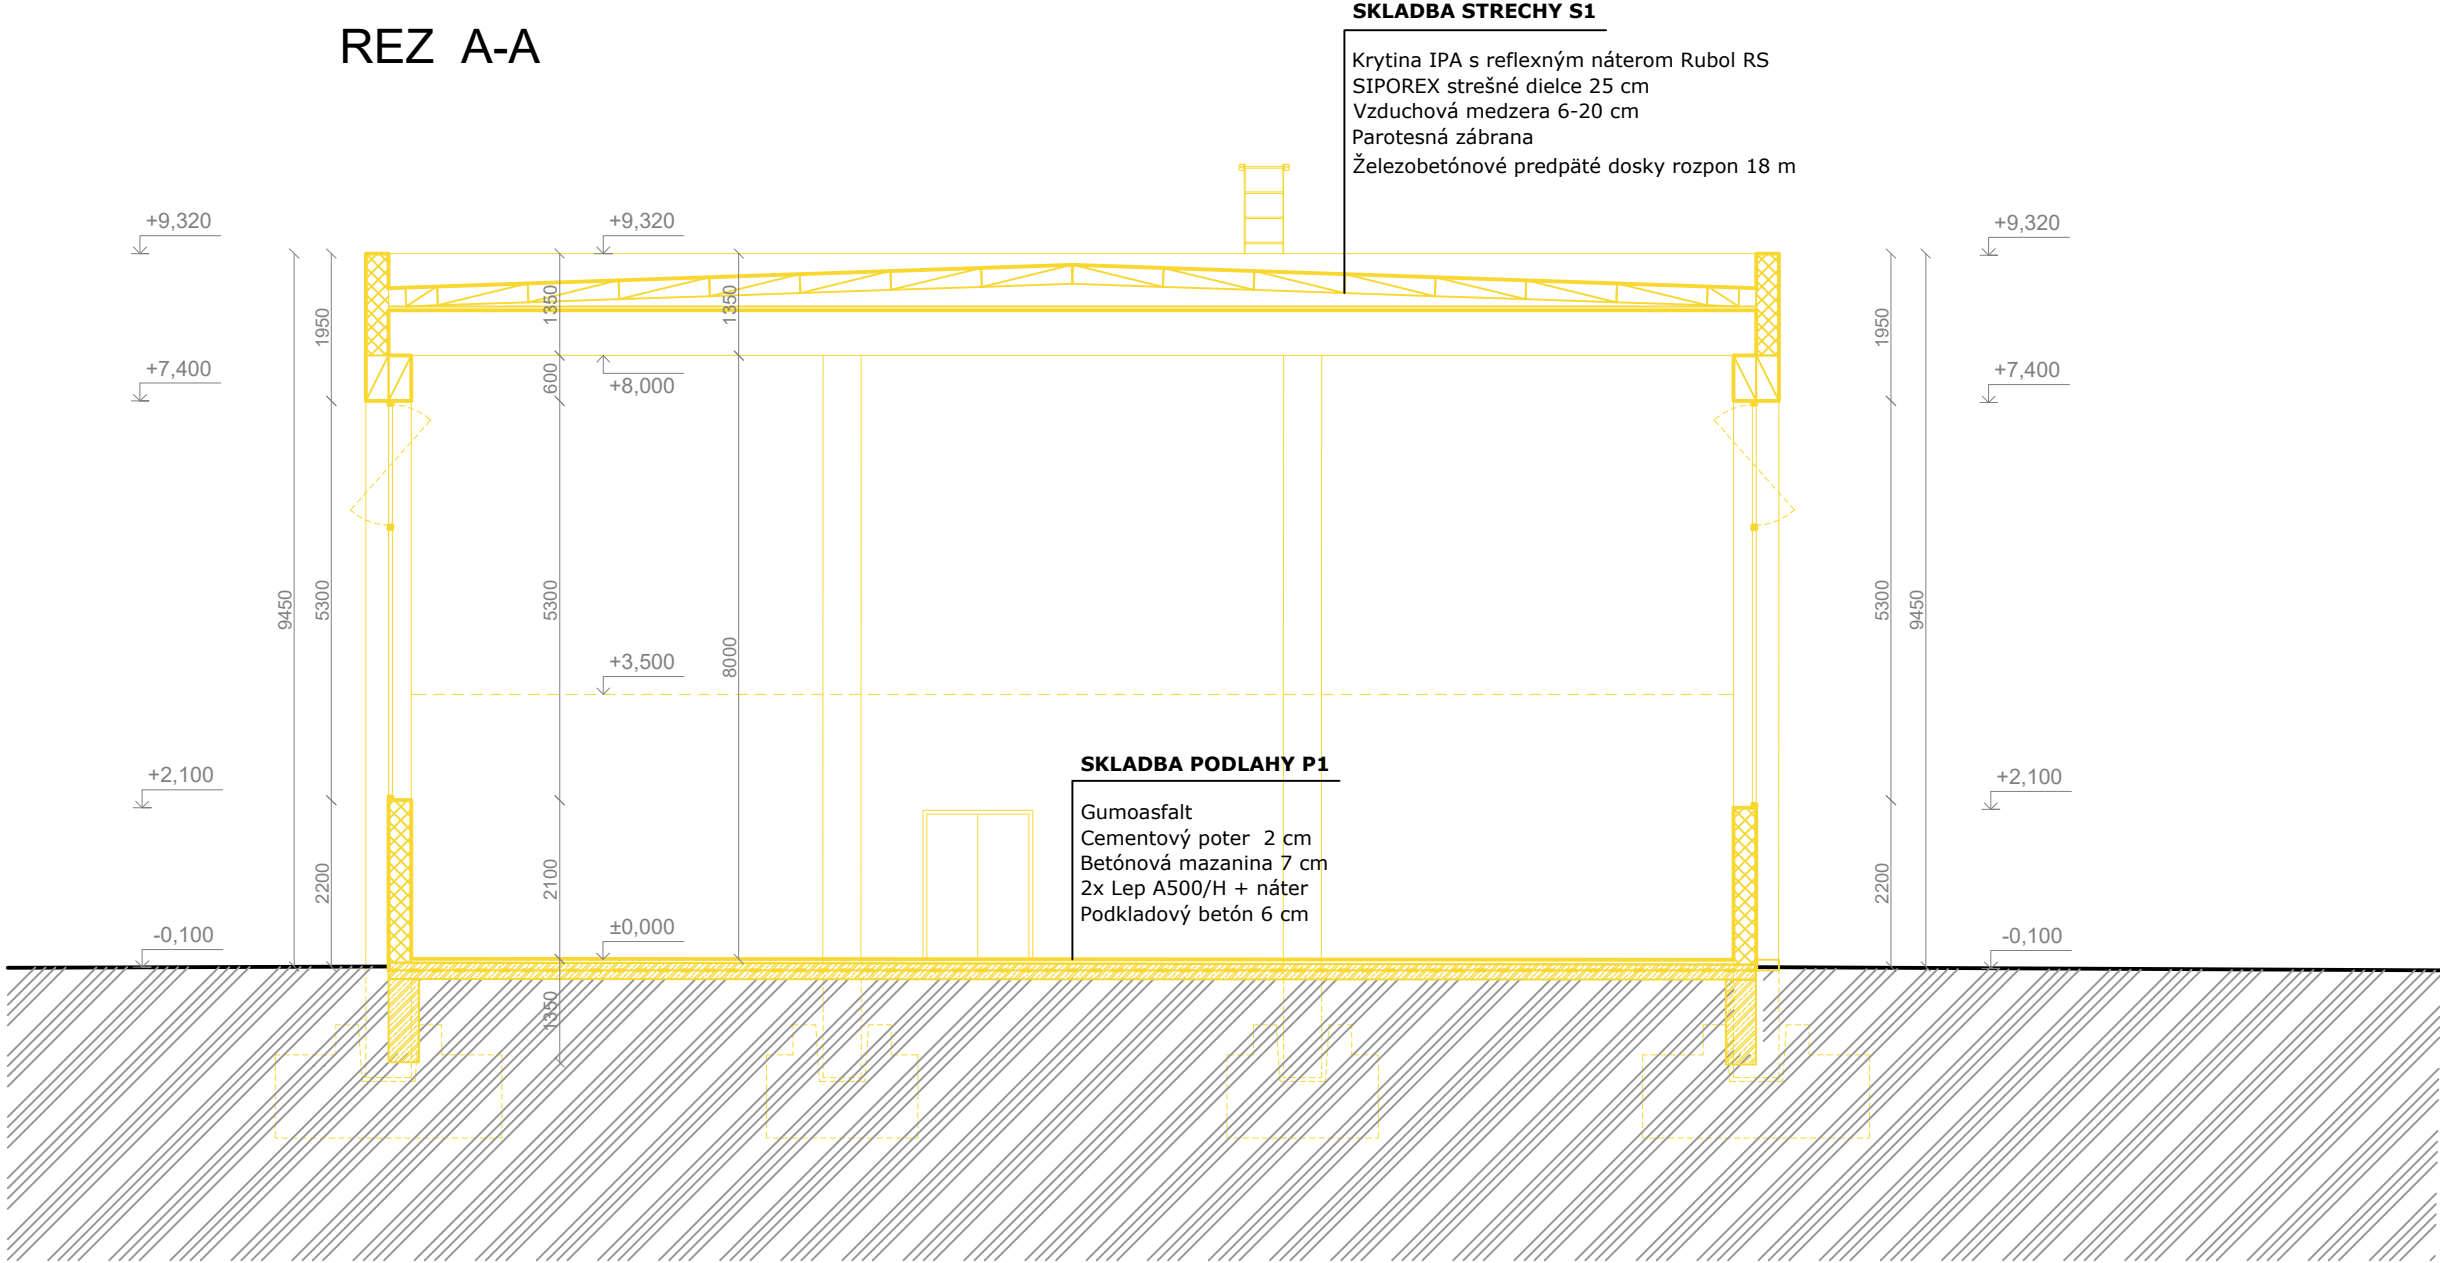 REZ A-A
SKLADBA STRECHY S1
Krytina IPA s reflexným náterom Rubol RS
SIPOREX strešné dielce 25 cm
Vzduchová medzera 6-20 cm
Parotesná zábrana
Železobetónové predpäté dosky rozpon 18 m
+9,320
+9,320
+9,320
1950
1350
1350
1950
+7,400
600
+8,000
+7,400
9450
5300
5300
8000
5300
9450
+3,500
+2,100
+2,100
SKLADBA PODLAHY P1
Gumoasfalt
Cementový poter 2 cm
Betónová mazanina 7 cm
2x Lep A500/H + náter
Podkladový betón 6 cm
2200
2100
2200
-0,100
±0,000
-0,100
1350